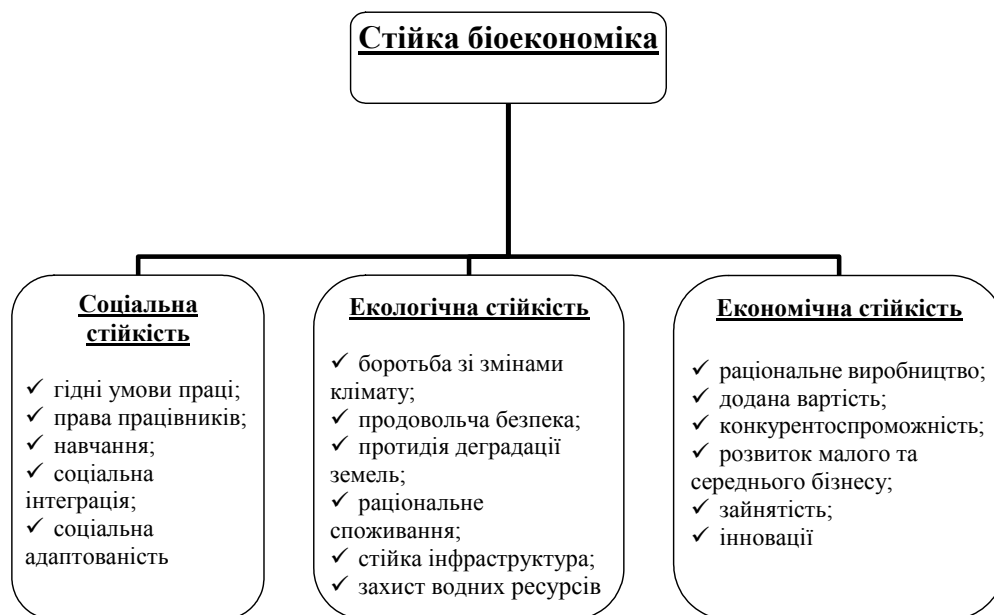 Стійка біоекономіка
Соціальна
стійкість
✓ гідні умови праці;
✓ права працівників;
✓ навчання;
✓ соціальна
інтеграція;
✓ соціальна
адаптованість
Екологічна стійкість
✓ боротьба зі змінами
клімату;
✓ продовольча безпека;
✓ протидія деградації
земель;
✓ раціональне
споживання;
✓ стійка інфраструктура;
✓ захист водних ресурсів
Економічна стійкість
✓ раціональне виробництво;
✓ додана вартість;
✓ конкурентоспроможність;
✓ розвиток малого та
середнього бізнесу;
✓ зайнятість;
✓ інновації